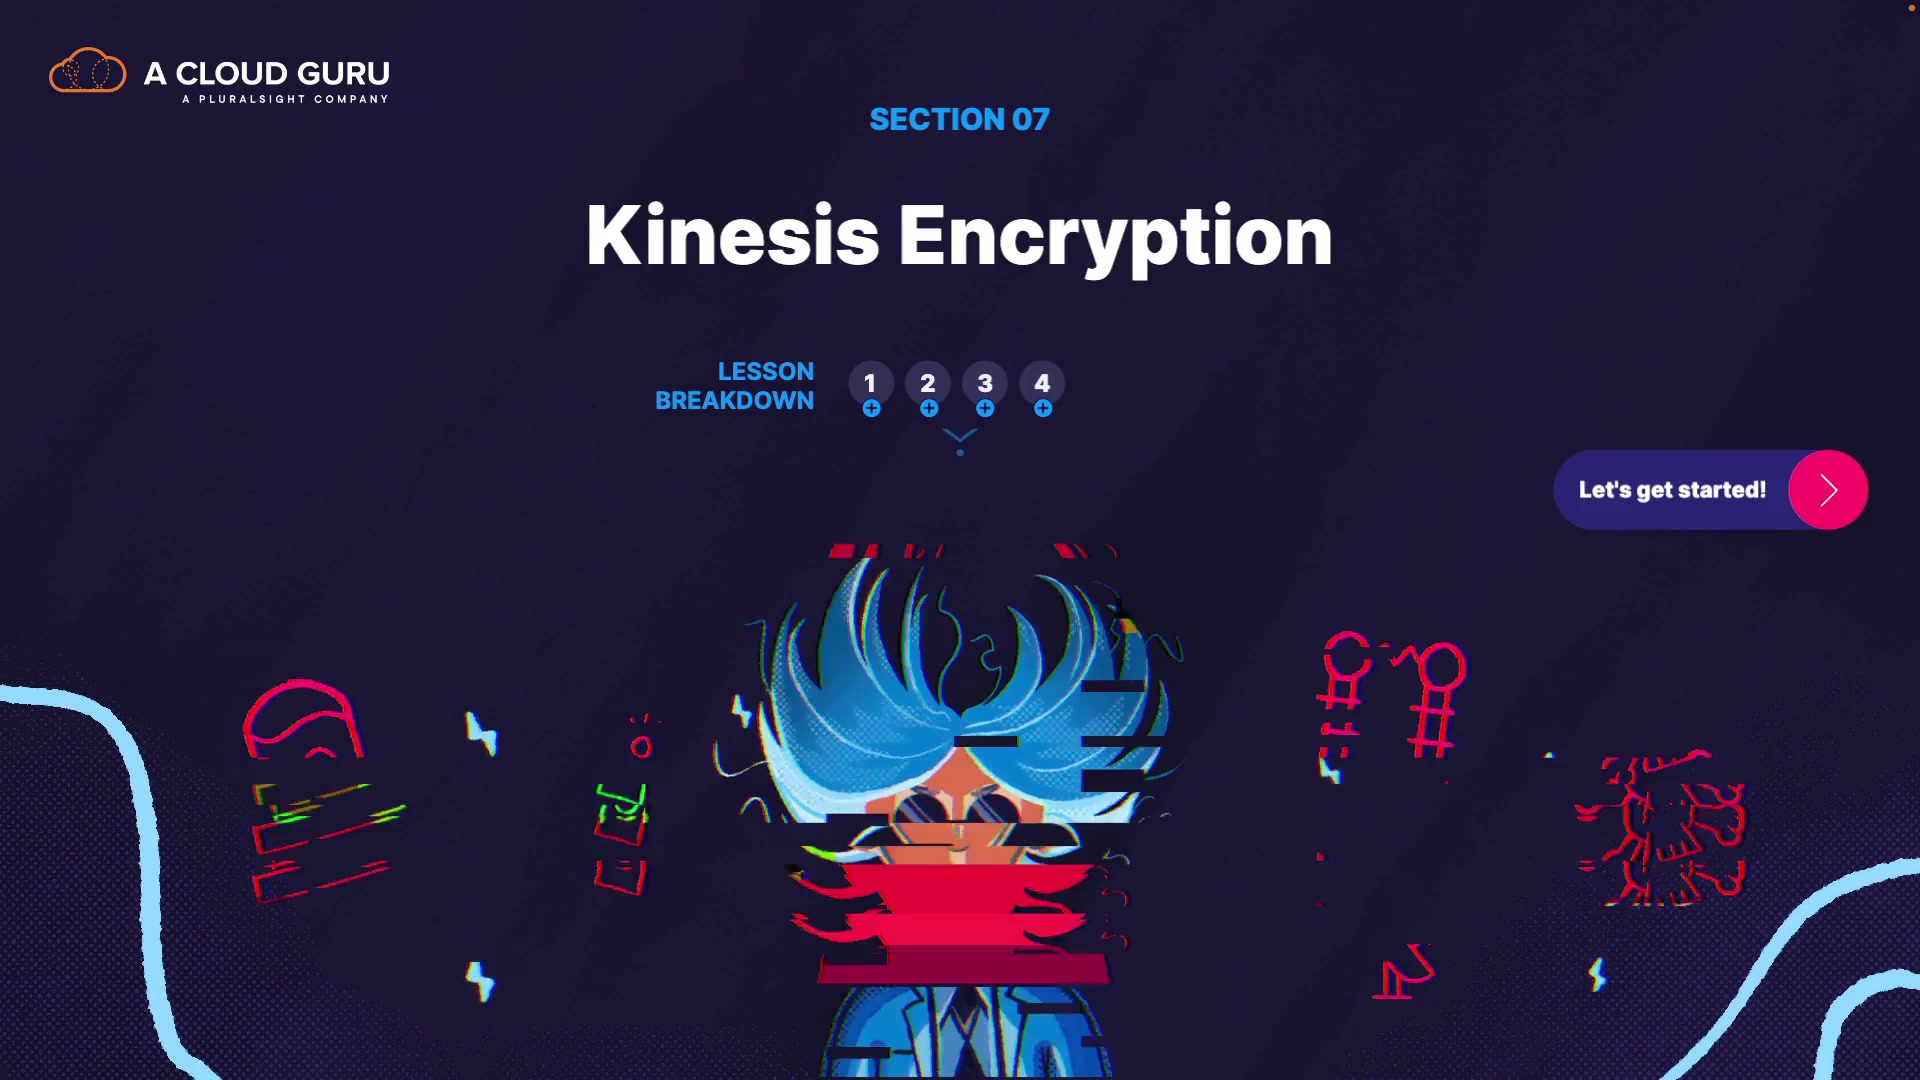 A CLOUD GURU
A PLURALSIGHT COMPANY
SECTION 07
Kinesis Encryption
LESSON
BREAKDOWN
1 2 3 4
Let's get started!